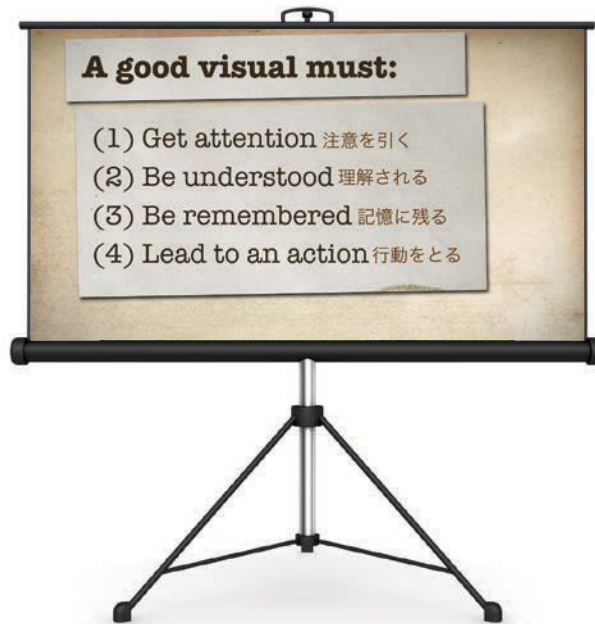 A good visual must:
(1) Get attention 注意を引く
(2) Be understood 理解される
(3) Be remembered 記憶に残る
(4) Lead to an action 行動をとる